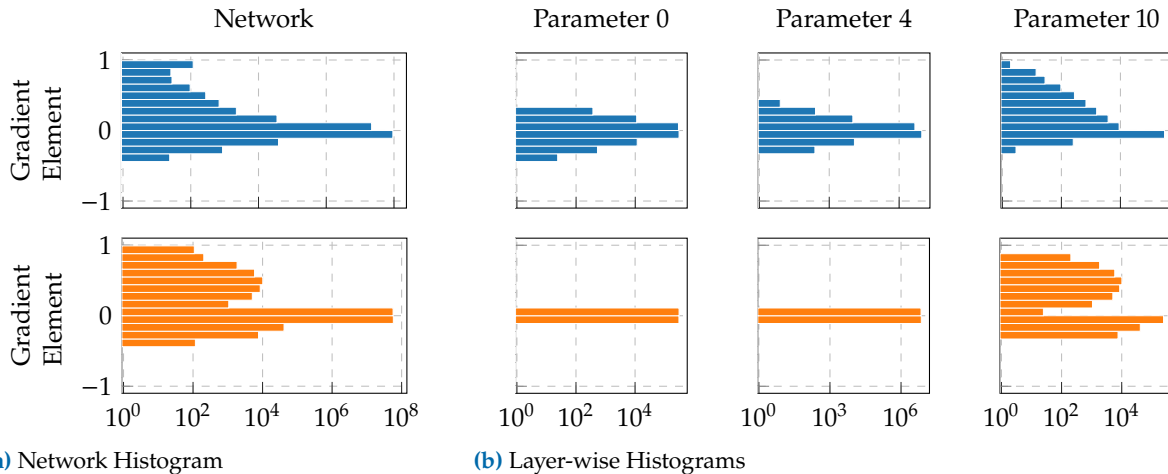 Network Parameter 0 Parameter 4 Parameter 10
Gradient
Element
1
0
−1
Gradient
Element
1
0
−1
10^0 10^2 10^4 10^6 10^8 10^0 10^2 10^4 10^0 10^3 10^6 10^0 10^2 10^4
) Network Histogram (b) Layer-wise Histograms